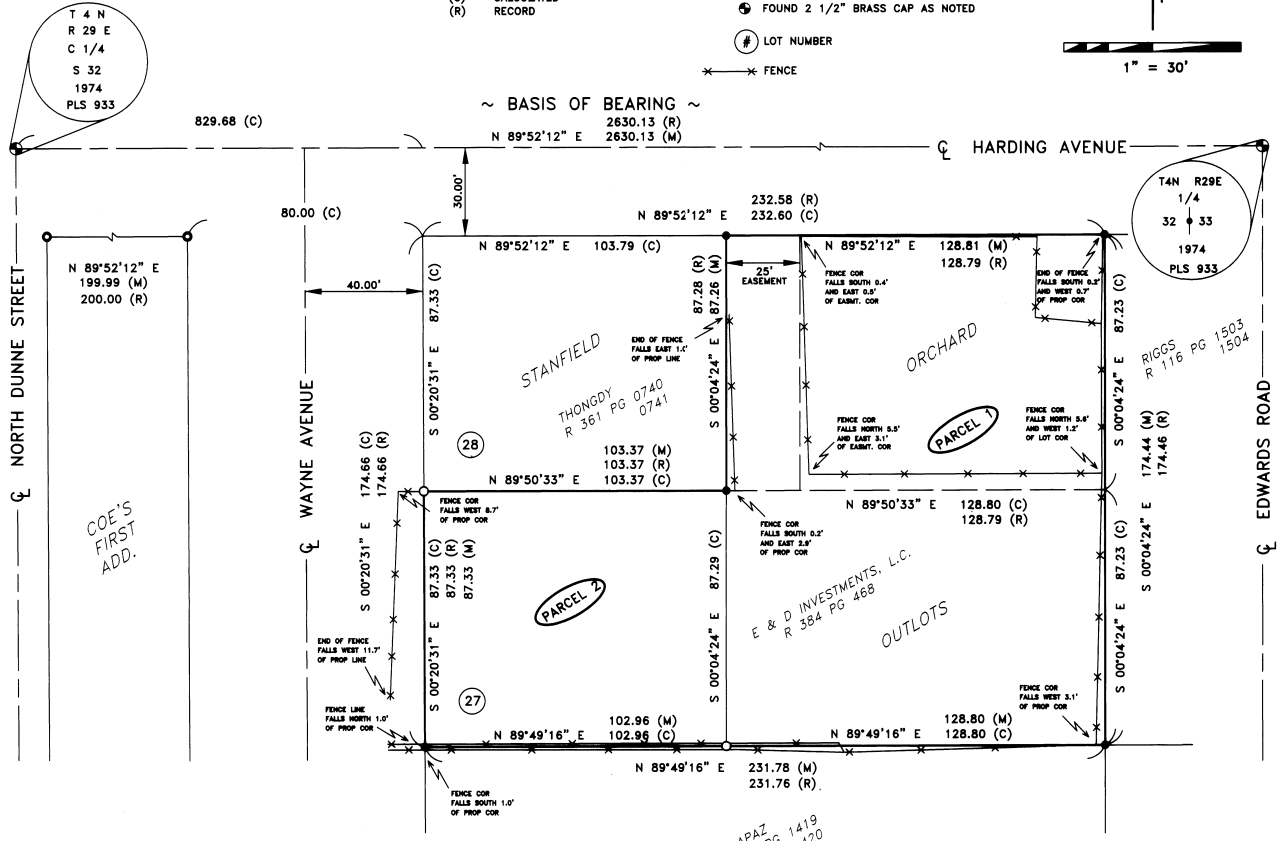 (R) RECORD
FOUND 2 1/2" BRASS CAP AS NOTED
# LOT NUMBER
FENCE
1" = 30'
T 4 N
R 29 E
C 1/4
S 32
1974
PLS 933
829.68 (C)
~ BASIS OF BEARING ~
2630.13 (R)
N 89°52'12" E 2630.13 (M)
℄ HARDING AVENUE
T4N R29E
1/4
32 33
1974
PLS 933
30.00'
80.00 (C)
232.58 (R)
N 89°52'12" E 232.60 (C)
N 89°52'12" E 103.79 (C)
N 89°52'12" E 128.81 (M)
128.79 (R)
N 89°52'12" E
199.99 (M)
200.00 (R)
40.00'
25'
EASEMENT
FENCE COR
FALLS SOUTH 0.4'
AND EAST 0.5'
OF EASMT. COR
END OF FENCE
FALLS SOUTH 0.2'
AND WEST 0.7'
OF PROP COR
S 00°20'31" E 87.33 (C)
87.28 (R)
S 00°04'24" E 87.26 (M)
S 00°04'24" E 87.23 (C)
END OF FENCE
FALLS EAST 1.0'
OF PROP LINE
STANFIELD
THONGDY
R 361 PG 0740
0741
ORCHARD
RIGGS
R 116 PG 1503
1504
PARCEL 1
℄ NORTH DUNNE STREET
℄ WAYNE AVENUE
℄ EDWARDS ROAD
28
FENCE COR
FALLS NORTH 5.5'
AND EAST 3.1'
OF EASMT. COR
FENCE COR
FALLS NORTH 5.6'
AND WEST 1.2'
OF LOT COR
103.37 (M)
103.37 (R)
N 89°50'33" E 103.37 (C)
N 89°50'33" E 128.80 (C)
128.79 (R)
S 00°20'31" E 174.66 (C)
174.66 (R)
S 00°04'24" E 174.44 (M)
174.46 (R)
FENCE COR
FALLS WEST 8.7'
OF PROP COR
FENCE COR
FALLS SOUTH 0.2'
AND EAST 2.9'
OF PROP COR
COE'S
FIRST
ADD.
S 00°20'31" E 87.33 (C)
87.33 (R)
87.33 (M)
PARCEL 2
S 00°04'24" E 87.29 (C)
E & D INVESTMENTS, L.C.
R 384 PG 468
OUTLOTS
S 00°04'24" E 87.23 (C)
END OF FENCE
FALLS WEST 11.7'
OF PROP LINE
27
FENCE LINE
FALLS NORTH 1.0'
OF PROP COR
FENCE COR
FALLS WEST 3.1'
OF PROP COR
102.96 (M)
N 89°49'16" E 102.96 (C)
128.80 (M)
N 89°49'16" E 128.80 (C)
N 89°49'16" E 231.78 (M)
231.76 (R)
FENCE COR
FALLS SOUTH 1.0'
OF PROP COR
APAZ
PG 1419